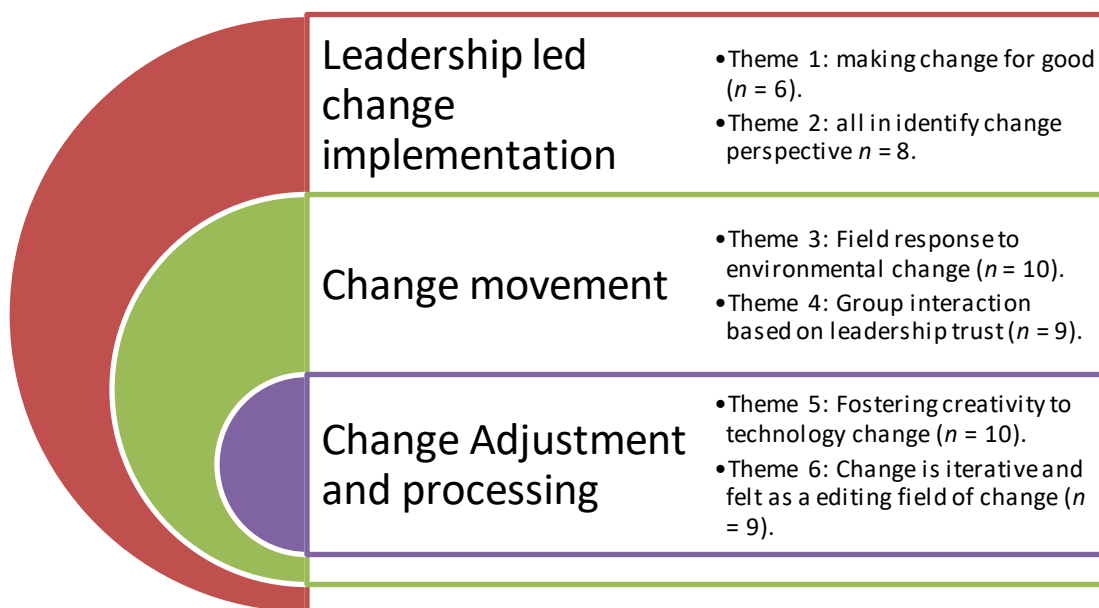 Leadership led
change
implementation
•Theme 1: making change for good
(n = 6).
•Theme 2: all in identify change
perspective n = 8.
Change movement
•Theme 3: Field response to
environmental change (n = 10).
•Theme 4: Group interaction
based on leadership trust (n = 9).
Change Adjustment
and processing
•Theme 5: Fostering creativity to
technology change (n = 10).
•Theme 6: Change is iterative and
felt as a editing field of change (n
= 9).